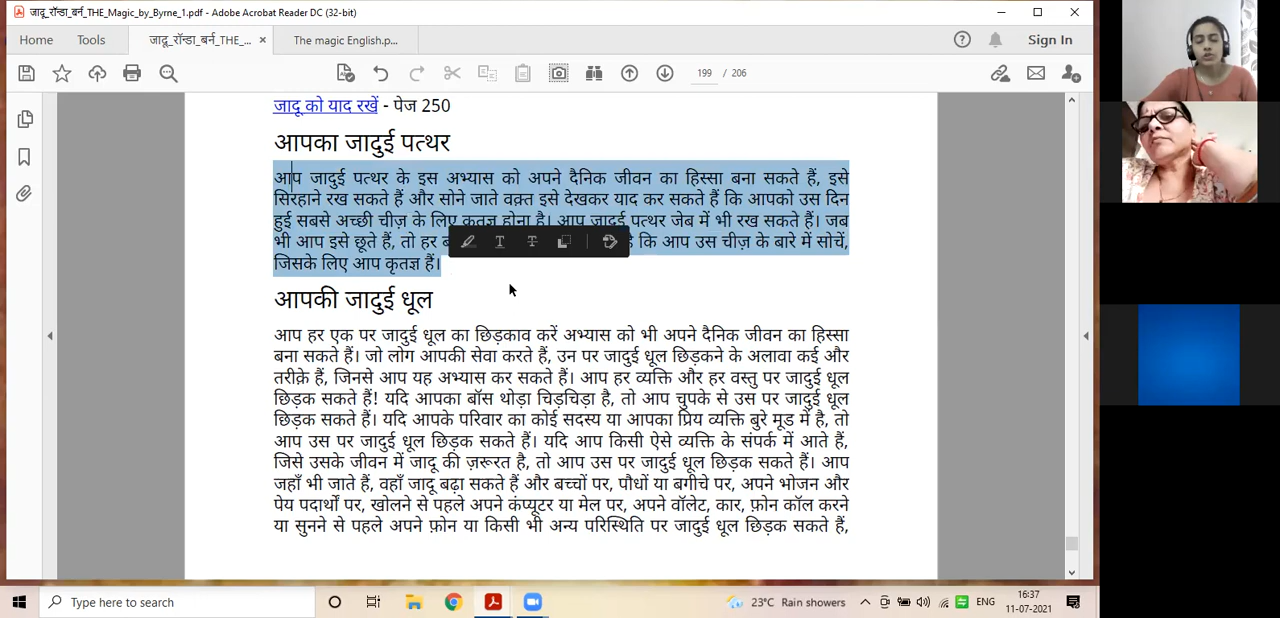 जादू_रॉन्डा_बर्न_THE_Magic_by_Byrne_1.pdf - Adobe Acrobat Reader DC (32-bit)
Home Tools जादू_रॉन्डा_बर्न_THE_... × The magic English.p... Sign In
199 / 206
जादू को याद रखें - पेज 250
आपका जादुई पत्थर
आप जादुई पत्थर के इस अभ्यास को अपने दैनिक जीवन का हिस्सा बना सकते हैं, इसे
सिरहाने रख सकते हैं और सोने जाते वक़्त इसे देखकर याद कर सकते हैं कि आपको उस दिन
हुई सबसे अच्छी चीज़ के लिए कृतज्ञ होना है। आप जादुई पत्थर जेब में भी रख सकते हैं। जब
भी आप इसे छूते हैं, तो हर कि आप उस चीज़ के बारे में सोचें,
जिसके लिए आप कृतज्ञ हैं।
आपकी जादुई धूल
आप हर एक पर जादुई धूल का छिड़काव करें अभ्यास को भी अपने दैनिक जीवन का हिस्सा
बना सकते हैं। जो लोग आपकी सेवा करते हैं, उन पर जादुई धूल छिड़कने के अलावा कई और
तरीक़े हैं, जिनसे आप यह अभ्यास कर सकते हैं। आप हर व्यक्ति और हर वस्तु पर जादुई धूल
छिड़क सकते हैं! यदि आपका बॉस थोड़ा चिड़चिड़ा है, तो आप चुपके से उस पर जादुई धूल
छिड़क सकते हैं। यदि आपके परिवार का कोई सदस्य या आपका प्रिय व्यक्ति बुरे मूड में है, तो
आप उस पर जादुई धूल छिड़क सकते हैं। यदि आप किसी ऐसे व्यक्ति के संपर्क में आते हैं,
जिसे उसके जीवन में जादू की ज़रूरत है, तो आप उस पर जादुई धूल छिड़क सकते हैं। आप
जहाँ भी जाते हैं, वहाँ जादू बढ़ा सकते हैं और बच्चों पर, पौधों या बगीचे पर, अपने भोजन और
पेय पदार्थों पर, खोलने से पहले अपने कंप्यूटर या मेल पर, अपने वॉलेट, कार, फ़ोन कॉल करने
या सुनने से पहले अपने फ़ोन या किसी भी अन्य परिस्थिति पर जादुई धूल छिड़क सकते हैं,
Type here to search 23°C Rain showers ENG 16:37
11-07-2021